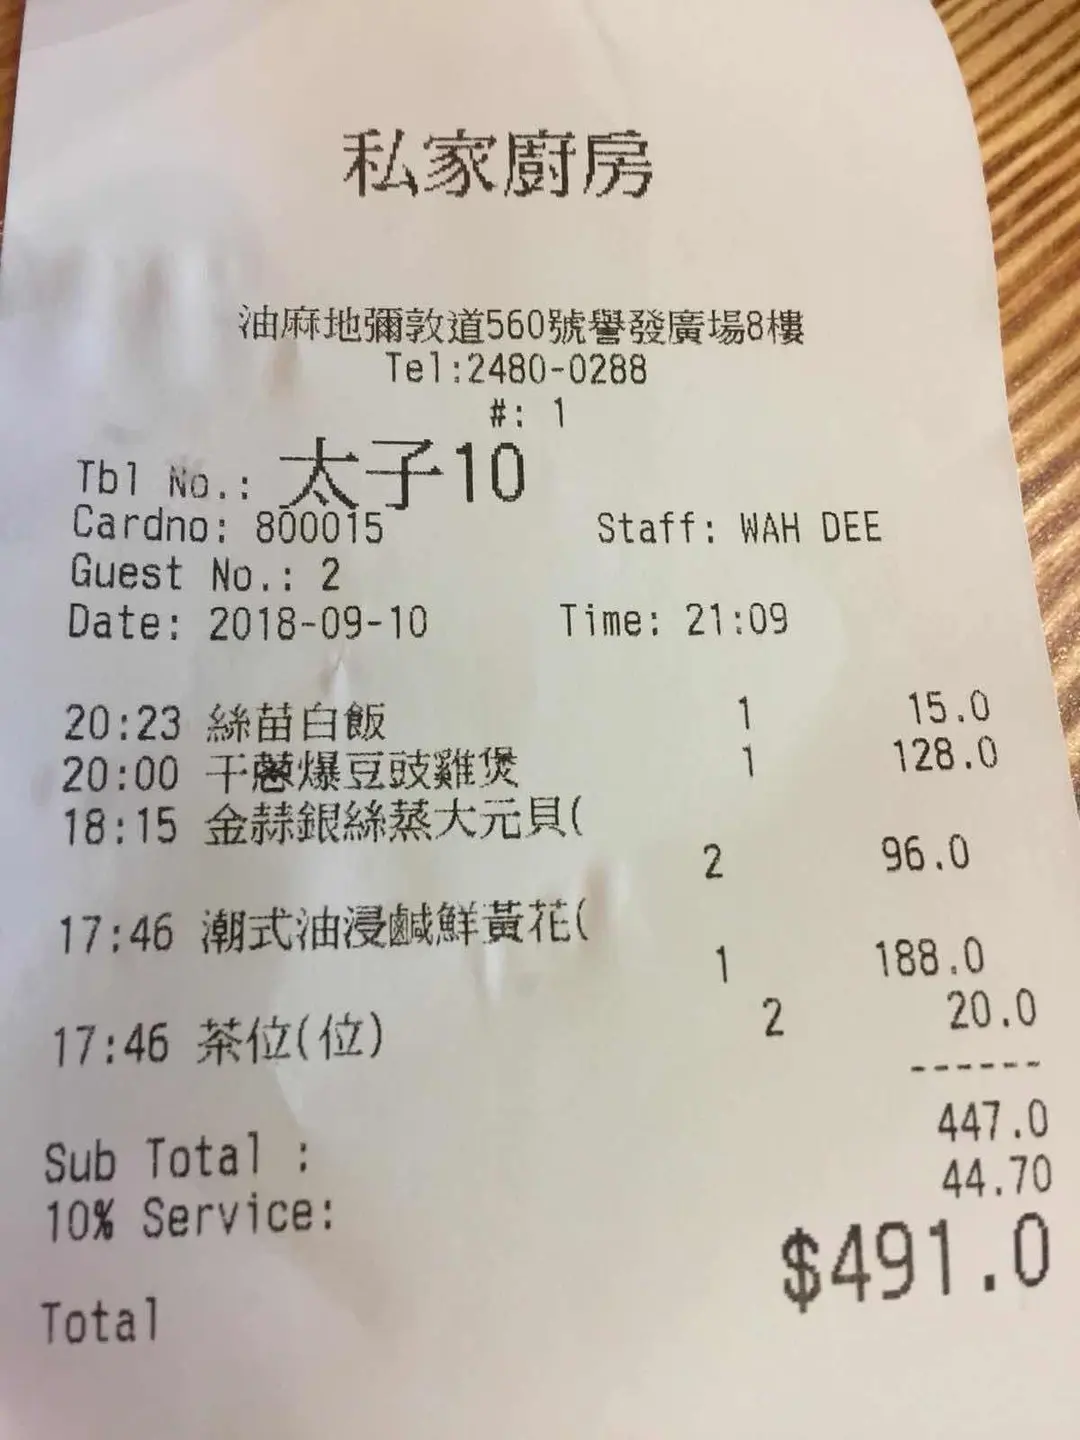 私家廚房
油麻地彌敦道560號譽發廣場8樓
Tel:2480-0288
#: 1
Tbl No.: 太子10
Cardno: 800015 Staff: WAH DEE
Guest No.: 2
Date: 2018-09-10 Time: 21:09
20:23 絲苗白飯 1 15.0
20:00 干蔥爆豆豉雞煲 1 128.0
18:15 金蒜銀絲蒸大元貝(
2 96.0
17:46 潮式油浸鹹鮮黃花(
1 188.0
17:46 茶位(位) 2 20.0
------
Sub Total : 447.0
10% Service: 44.70
Total $491.0